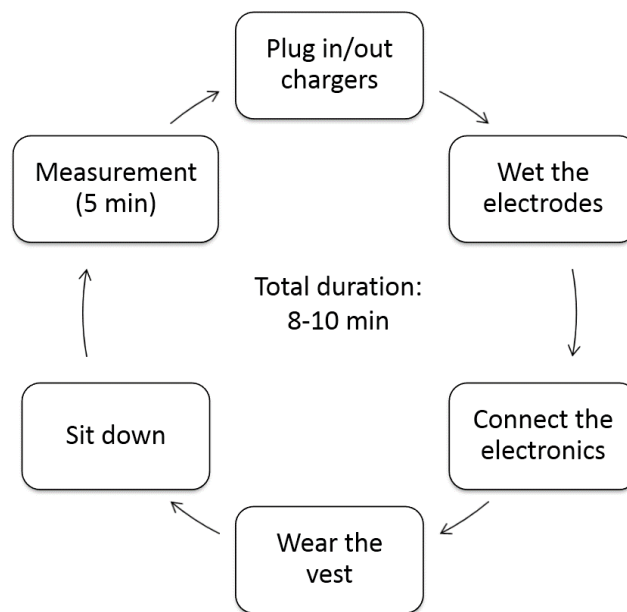 Plug in/out
chargers
Wet the
electrodes
Connect the
electronics
Wear the
vest
Sit down
Measurement
(5 min)
Total duration:
8-10 min